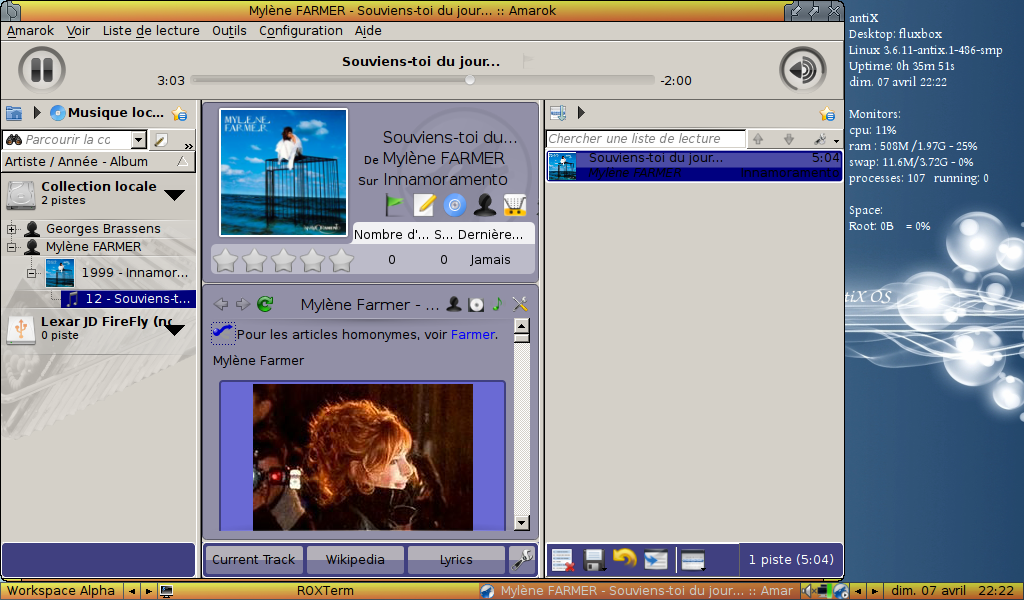 Mylène FARMER - Souviens-toi du jour... :: Amarok
Amarok Voir Liste de lecture Outils Configuration Aide
Souviens-toi du jour...
3:03
-2:00
Musique loc...
Parcourir la cc
»
Artiste / Année - Album
Collection locale
2 pistes
Georges Brassens
Mylène FARMER
1999 - Innamor...
12 - Souviens-t...
Lexar JD FireFly (nc
0 piste
MYLENE
FARMER
Souviens-toi du...
De Mylène FARMER
Sur Innamoramento
Nombre d'... S... Dernière...
0 0 Jamais
Mylène Farmer - ...
Pour les articles homonymes, voir Farmer.
Mylène Farmer
Current Track Wikipedia Lyrics
Chercher une liste de lecture
Souviens-toi du jour... 5:04
Mylène FARMER Innamoramento
1 piste (5:04)
antiX
Desktop: fluxbox
Linux 3.6.11-antix.1-486-smp
Uptime: 0h 35m 51s
dim. 07 avril 22:22
Monitors:
cpu: 11%
ram : 508M /1.97G - 25%
swap: 11.6M/3.72G - 0%
processes: 107 running: 0
Space:
Root: 0B = 0%
tiX OS
Workspace Alpha ROXTerm Mylène FARMER - Souviens-toi du jour... :: Amar dim. 07 avril 22:22